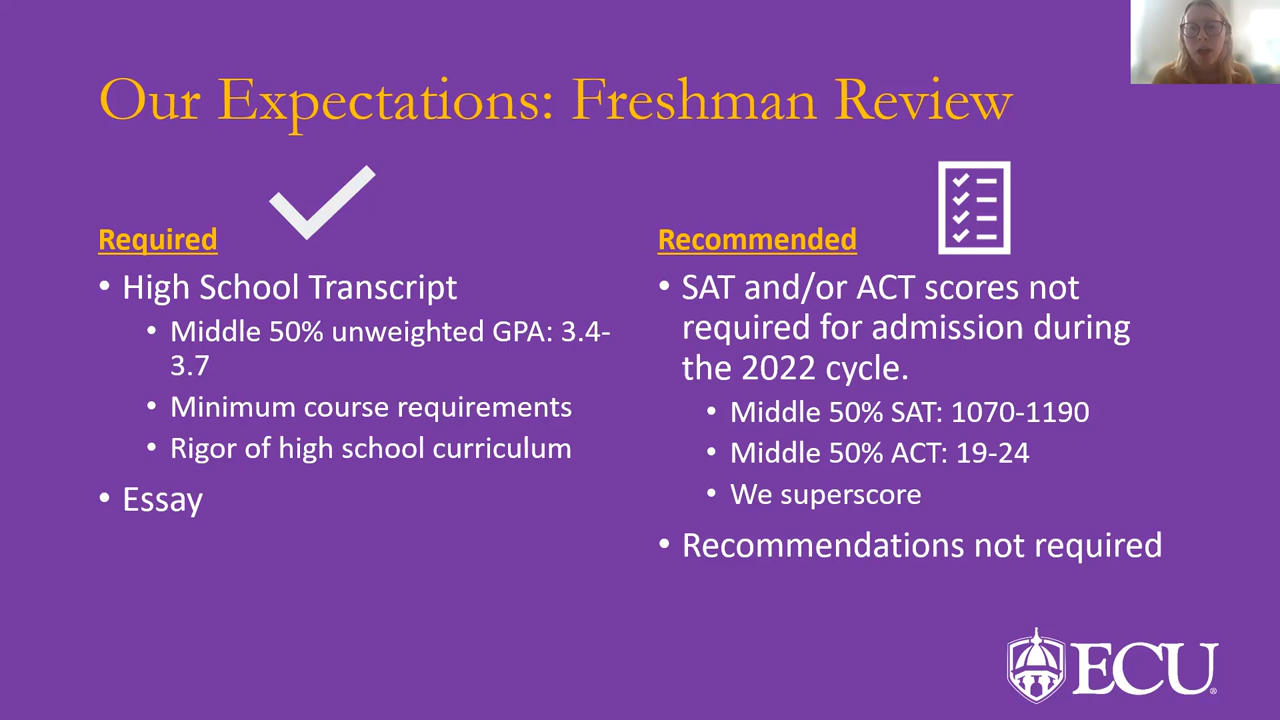 Our Expectations: Freshman Review
Required
• High School Transcript
• Middle 50% unweighted GPA: 3.4-
3.7
• Minimum course requirements
• Rigor of high school curriculum
• Essay
Recommended
• SAT and/or ACT scores not
required for admission during
the 2022 cycle.
• Middle 50% SAT: 1070-1190
• Middle 50% ACT: 19-24
• We superscore
• Recommendations not required
ECU®